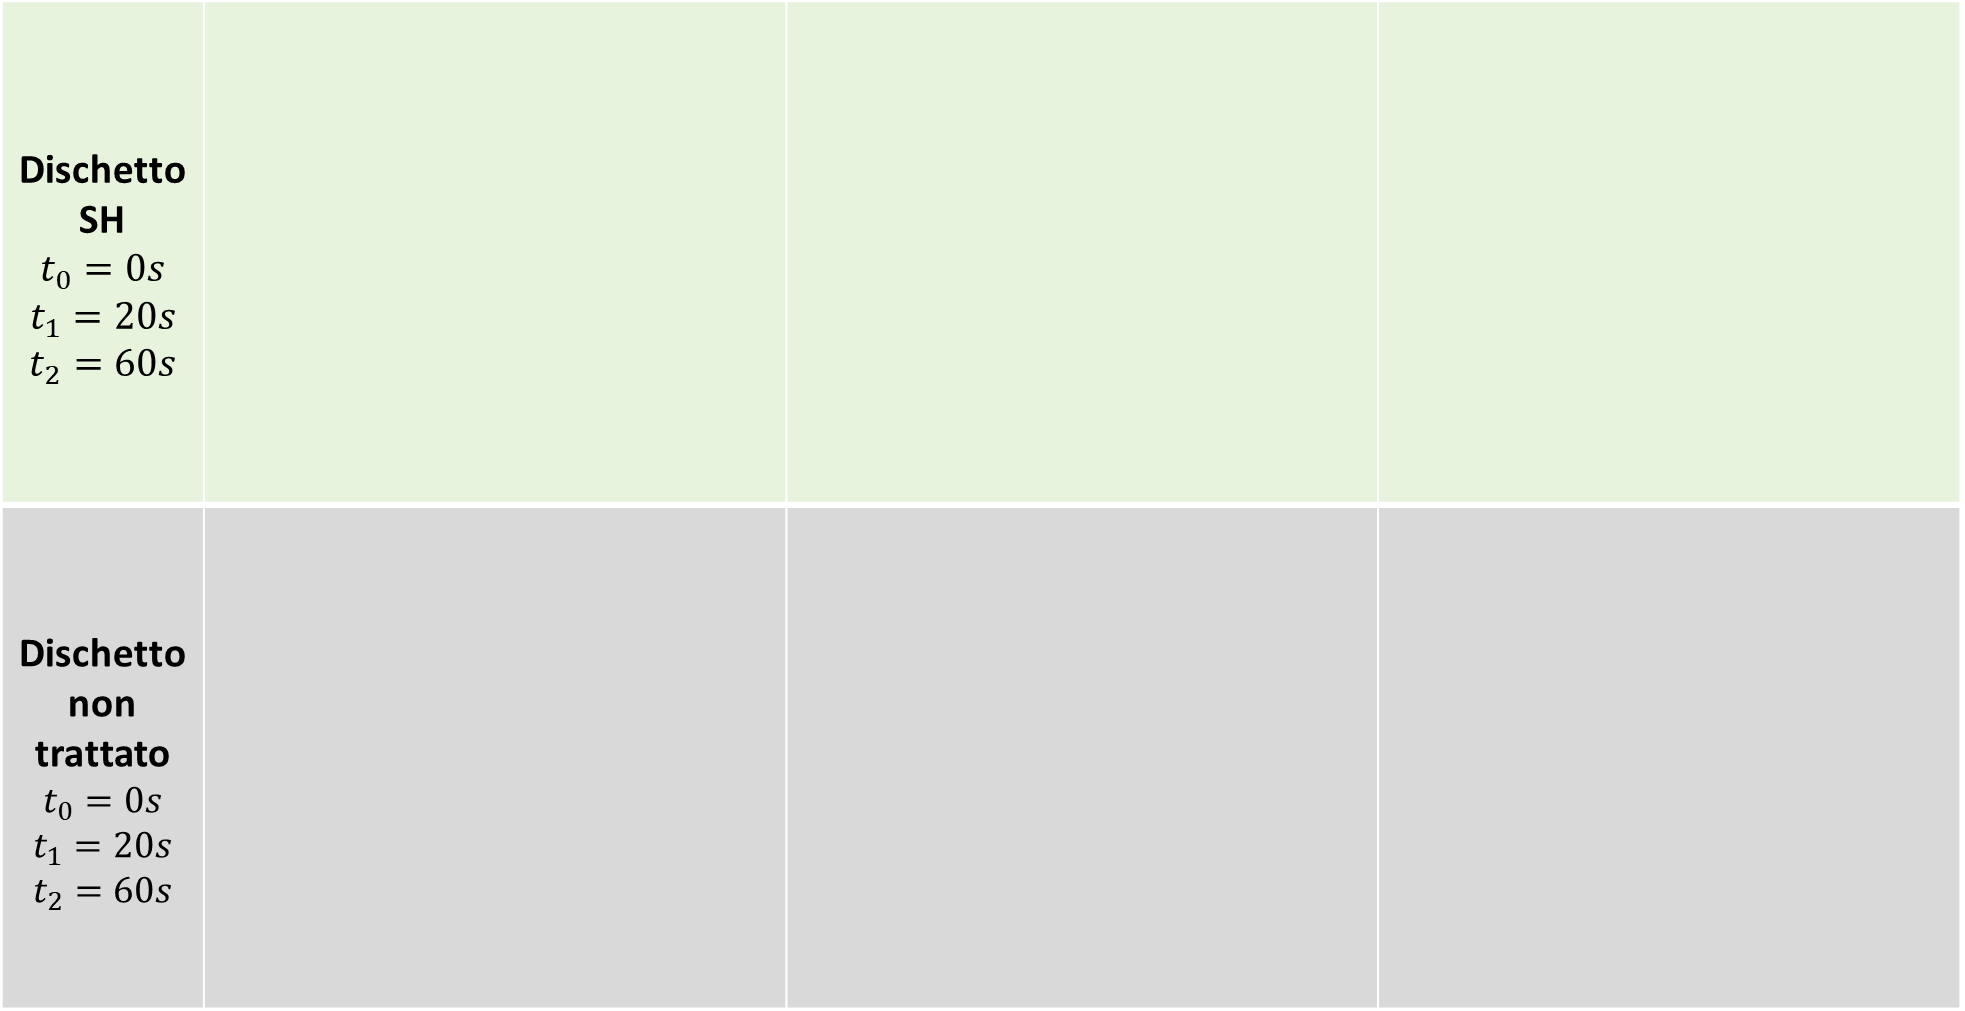 Dischetto
SH
t₀ = 0s
t₁ = 20s
t₂ = 60s
Dischetto
non
trattato
t₀ = 0s
t₁ = 20s
t₂ = 60s